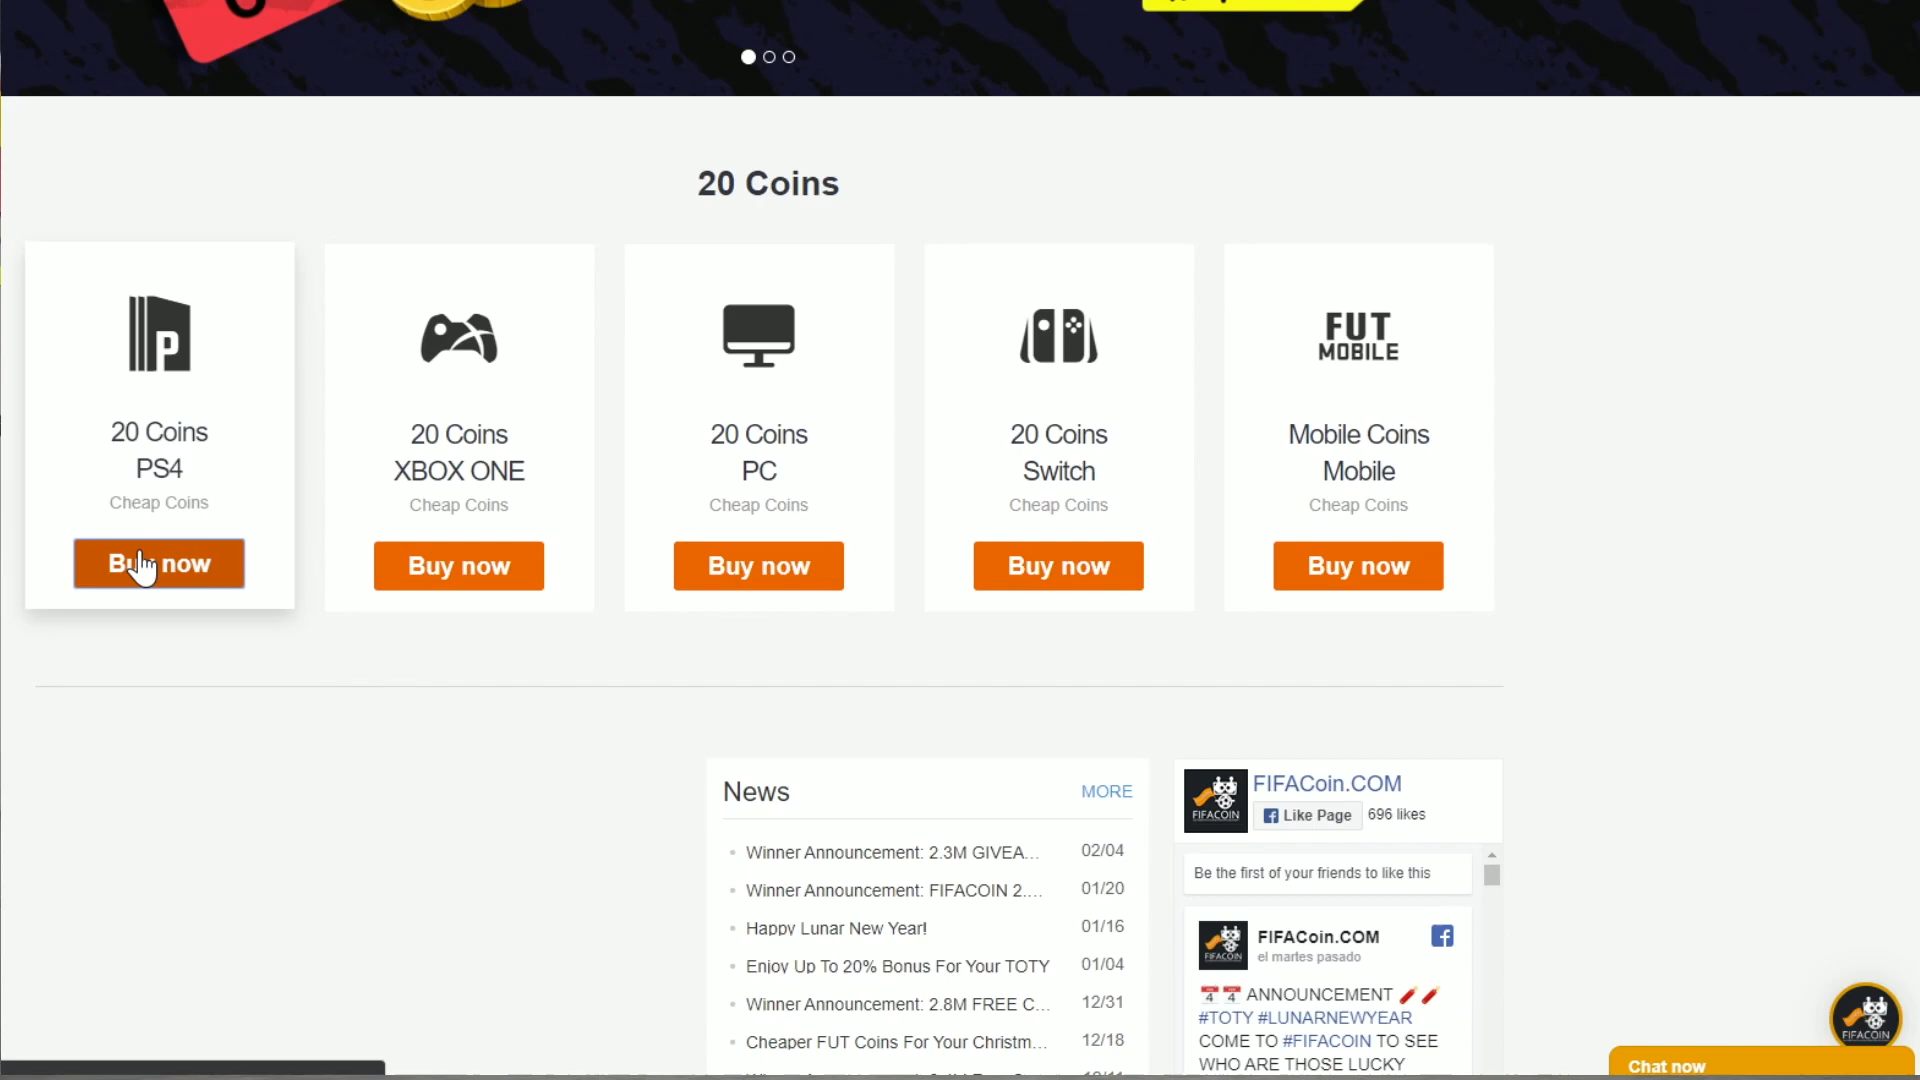 20 Coins
P
20 Coins
PS4
Cheap Coins
Buy now
20 Coins
XBOX ONE
Cheap Coins
Buy now
20 Coins
PC
Cheap Coins
Buy now
20 Coins
Switch
Cheap Coins
Buy now
FUT
MOBILE
Mobile Coins
Mobile
Cheap Coins
Buy now
News
MORE
Winner Announcement: 2.3M GIVEA...
02/04
Winner Announcement: FIFACOIN 2....
01/20
Happy Lunar New Year!
01/16
Enjoy Up To 20% Bonus For Your TOTY
01/04
Winner Announcement: 2.8M FREE C...
12/31
Cheaper FUT Coins For Your Christm...
12/18
FIFACOIN
FIFACoin.COM
Like Page
696 likes
Be the first of your friends to like this
FIFACOIN
FIFACoin.COM
el martes pasado
4 4 ANNOUNCEMENT
#TOTY #LUNARNEWYEAR
COME TO #FIFACOIN TO SEE
WHO ARE THOSE LUCKY
FIFACOIN
Chat now